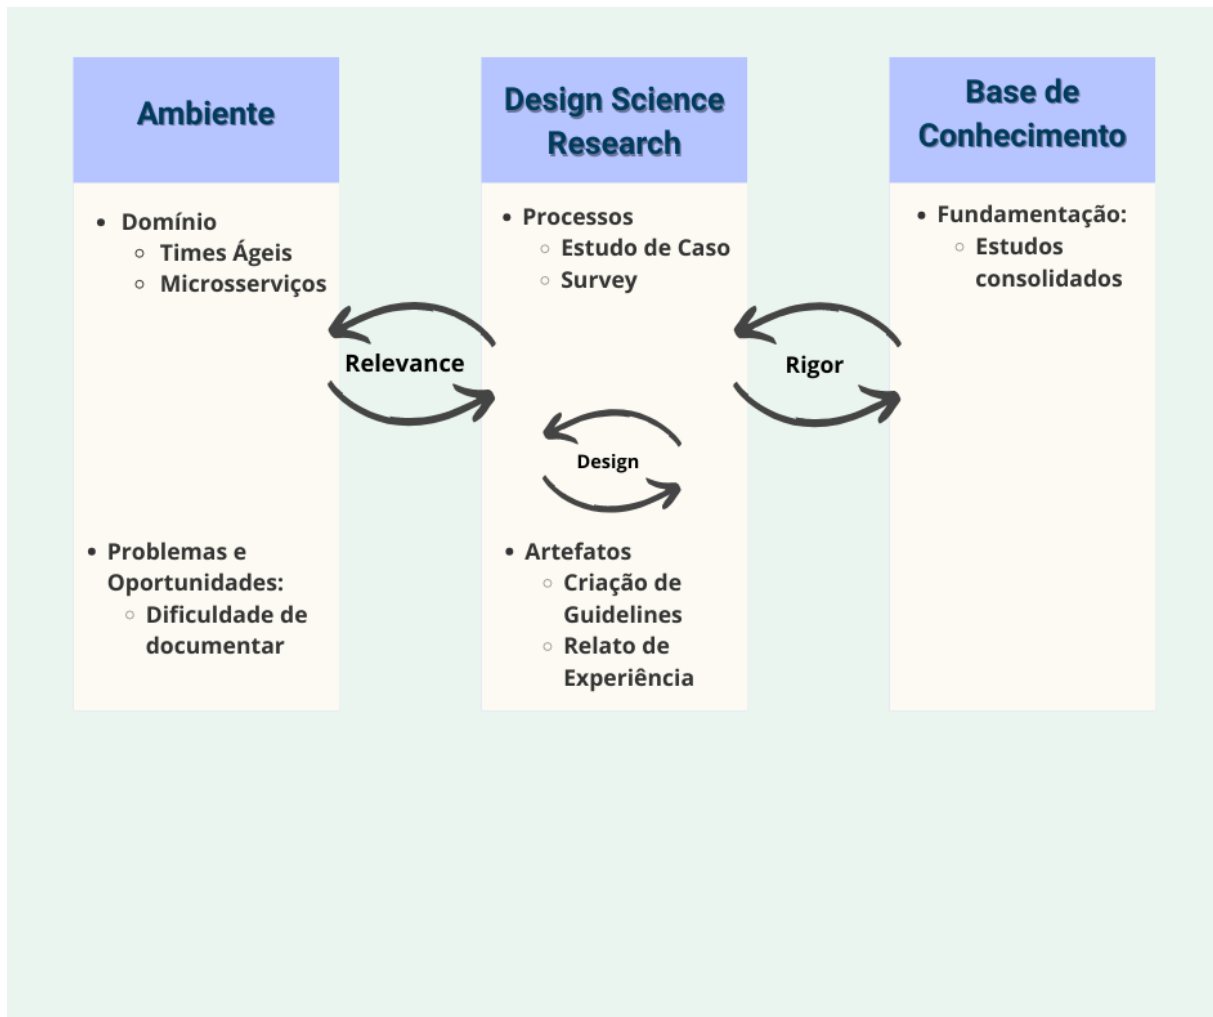 Ambiente
Domínio
Times Ágeis
Microsserviços
Problemas e
Oportunidades:
Dificuldade de
documentar
Relevance
Design Science
Research
Processos
Estudo de Caso
Survey
Design
Artefatos
Criação de
Guidelines
Relato de
Experiência
Rigor
Base de
Conhecimento
Fundamentação:
Estudos
consolidados